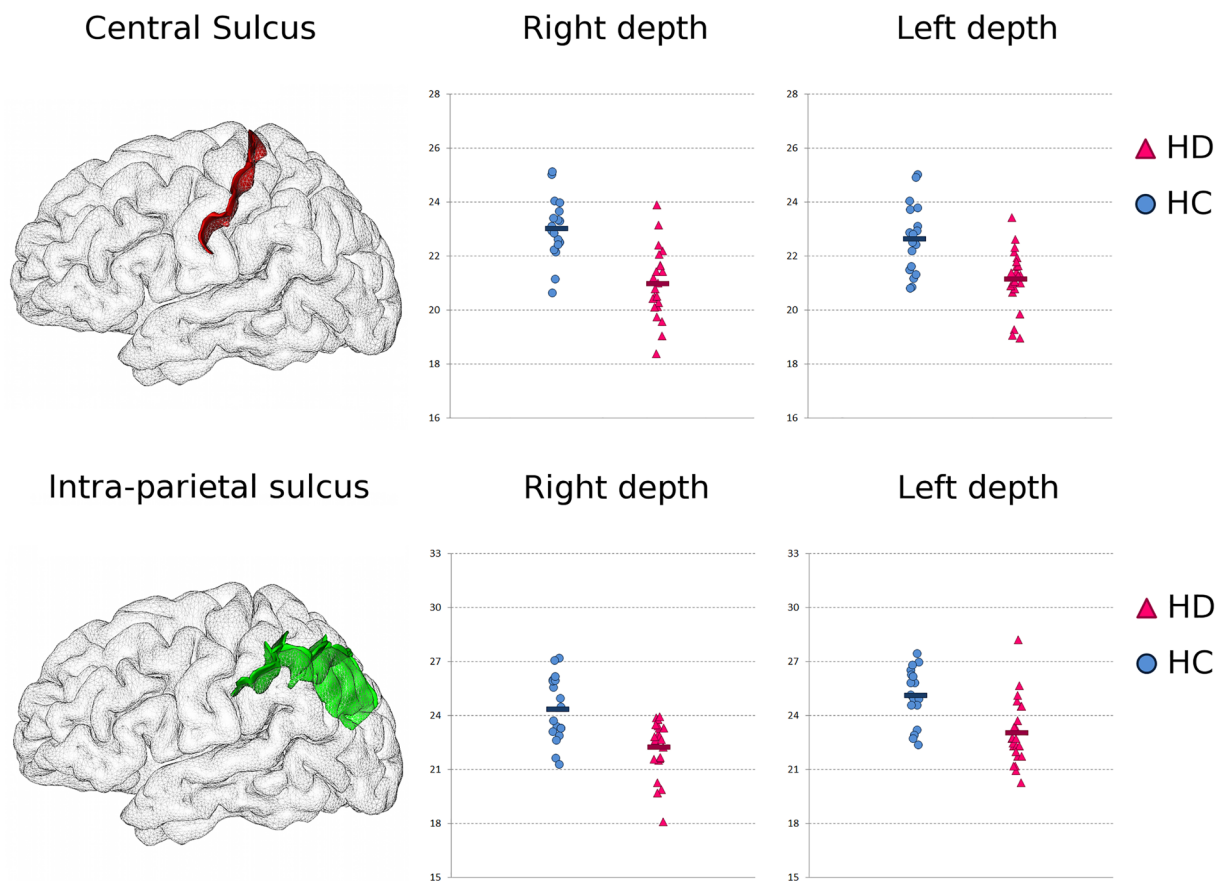 Central Sulcus
Right depth
Left depth
28
26
24
22
20
18
16
28
26
24
22
20
18
16
HD
HC
Intra-parietal sulcus
Right depth
Left depth
33
30
27
24
21
18
15
33
30
27
24
21
18
15
HD
HC